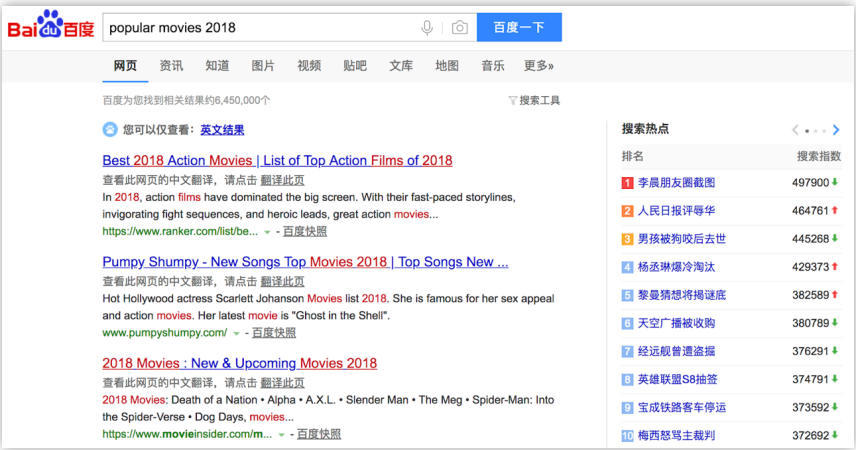 Bai du 百度
popular movies 2018
百度一下
网页 资讯 知道 图片 视频 贴吧 文库 地图 音乐 更多»
百度为您找到相关结果约6,450,000个
搜索工具
您可以仅查看：英文结果
Best 2018 Action Movies | List of Top Action Films of 2018
查看此网页的中文翻译，请点击 翻译此页
In 2018, action films have dominated the big screen. With their fast-paced storylines,
invigorating fight sequences, and heroic leads, great action movies...
https://www.ranker.com/list/be... - 百度快照
Pumpy Shumpy - New Songs Top Movies 2018 | Top Songs New ...
查看此网页的中文翻译，请点击 翻译此页
Hot Hollywood actress Scarlett Johanson Movies list 2018. She is famous for her sex appeal
and action movies. Her latest movie is "Ghost in the Shell".
www.pumpyshumpy.com/ - 百度快照
2018 Movies : New & Upcoming Movies 2018
查看此网页的中文翻译，请点击 翻译此页
2018 Movies: Death of a Nation • Alpha • A.X.L. • Slender Man • The Meg • Spider-Man: Into
the Spider-Verse • Dog Days, movies...
https://www.movieinsider.com/m... - 百度快照
搜索热点
排名 搜索指数
1 李晨朋友圈截图 497900
2 人民日报评辱华 464761
3 男孩被狗咬后去世 445268
4 杨丞琳爆冷淘汰 429373
5 黎曼猜想将揭谜底 382589
6 天空广播被收购 380789
7 经远舰曾遭盗掘 376291
8 英雄联盟S8抽签 374791
9 宝成铁路客车停运 373592
10 梅西怒骂主裁判 372692